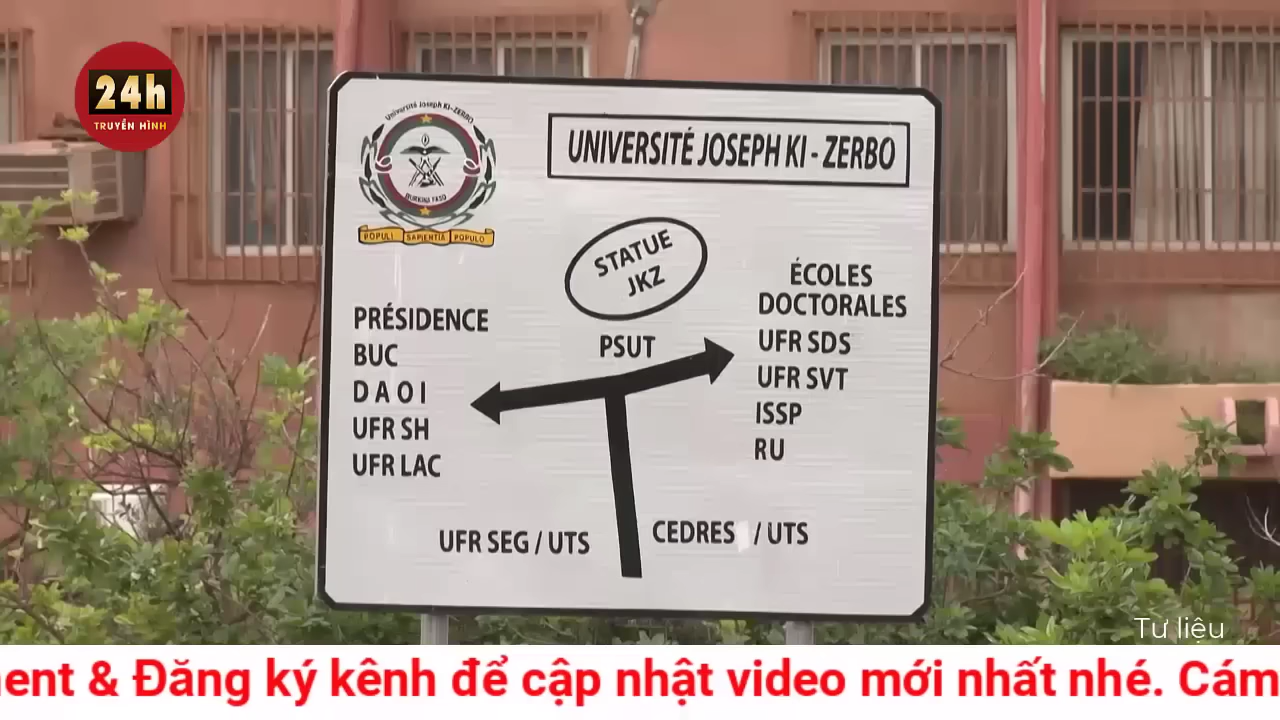 24h
TRUYỀN HÌNH
Université Joseph KI-ZERBO
BURKINA FASO
POPULI SAPIENTIA POPULO
UNIVERSITÉ JOSEPH KI - ZERBO
STATUE
JKZ
PSUT
PRÉSIDENCE
BUC
D A O I
UFR SH
UFR LAC
ÉCOLES
DOCTORALES
UFR SDS
UFR SVT
ISSP
RU
UFR SEG / UTS
CEDRES / UTS
Tư liệu
& Đăng ký kênh để cập nhật video mới nhất nhé. Cám